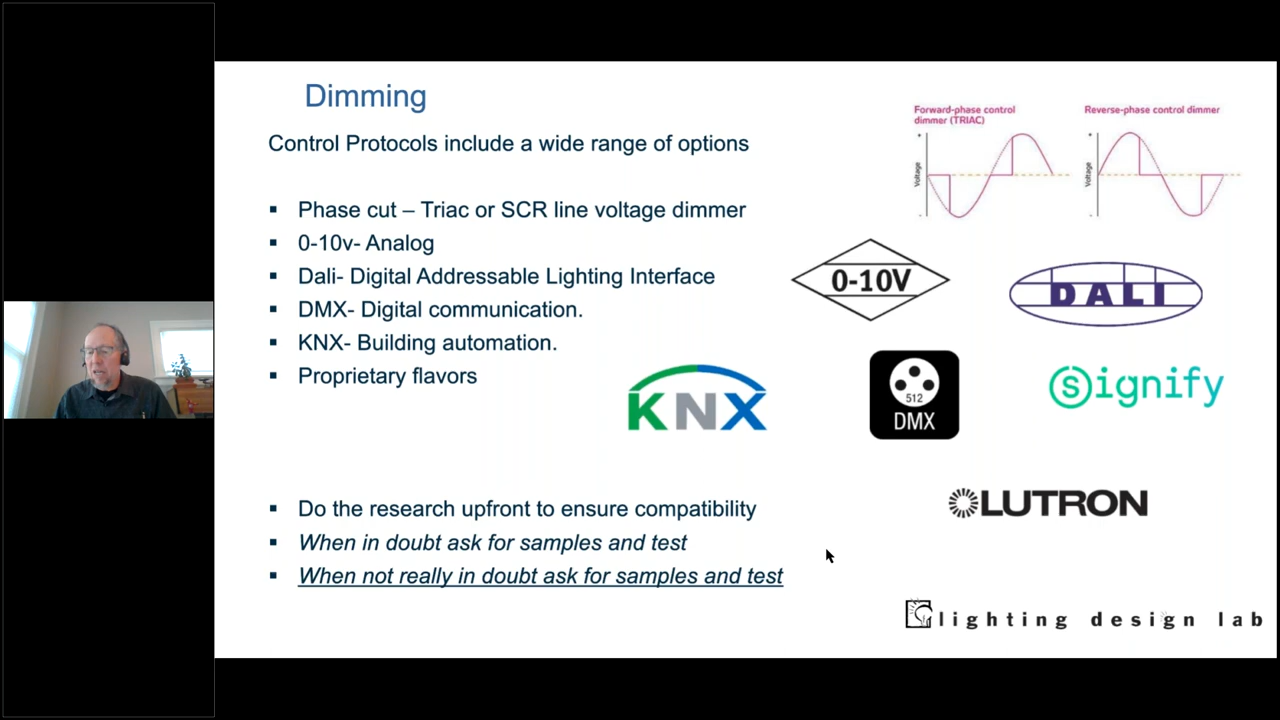 Dimming
Control Protocols include a wide range of options
▪ Phase cut – Triac or SCR line voltage dimmer
▪ 0-10v- Analog
▪ Dali- Digital Addressable Lighting Interface
▪ DMX- Digital communication.
▪ KNX- Building automation.
▪ Proprietary flavors
▪ Do the research upfront to ensure compatibility
▪ When in doubt ask for samples and test
▪ When not really in doubt ask for samples and test
Forward-phase control
dimmer (TRIAC)
+
Voltage
-
Reverse-phase control dimmer
+
Voltage
-
0-10V
DALI
KNX
512
DMX
signify
LUTRON
lighting design lab